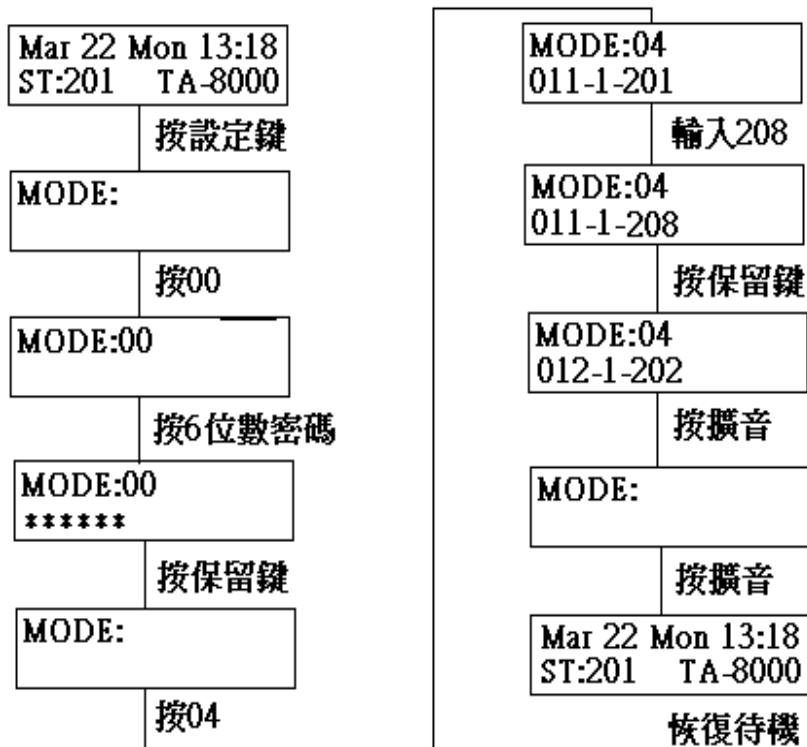 Mar 22 Mon 13:18
ST:201 TA-8000
按設定鍵
MODE:
按00
MODE:00
按6位數密碼
MODE:00
******
按保留鍵
MODE:
按04
MODE:04
011-1-201
輸入208
MODE:04
011-1-208
按保留鍵
MODE:04
012-1-202
按擴音
MODE:
按擴音
Mar 22 Mon 13:18
ST:201 TA-8000
恢復待機